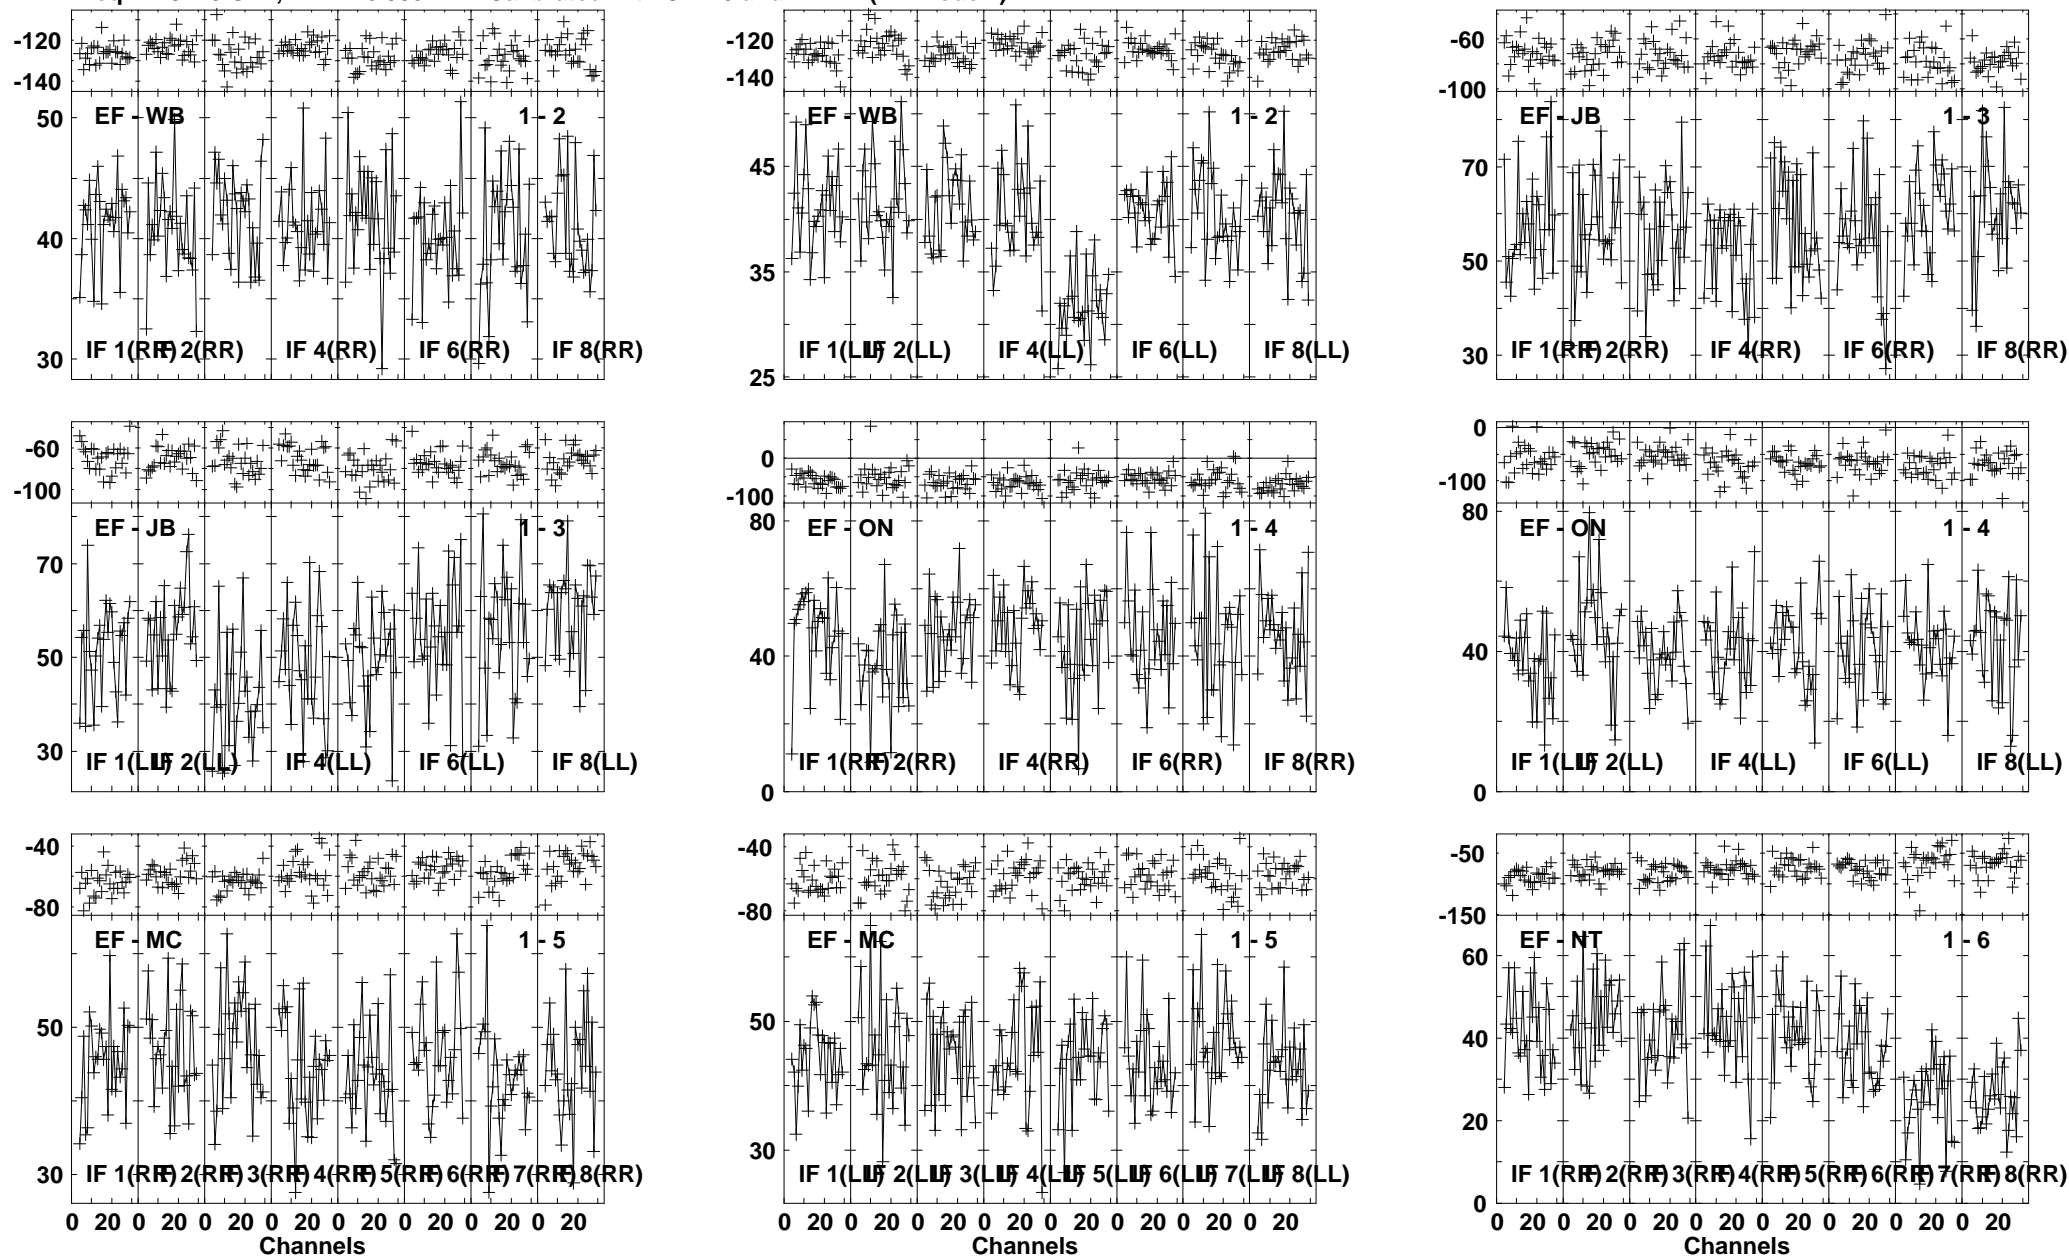 -120 -120 -60
-140 -140 -100
EF - WB 1 - 2 EF - WB 1 - 2 EF - JB 1 - 3
50
45 70
40
35 50
30 30
25
IF 1(RR) IF 2(RR) IF 4(RR) IF 6(RR) IF 8(RR) IF 1(LL) IF 2(LL) IF 4(LL) IF 6(LL) IF 8(LL) IF 1(RR) IF 2(RR) IF 4(RR) IF 6(RR) IF 8(RR)
-60 0 0
-100 -100 -100
EF - JB 1 - 3 EF - ON 1 - 4 EF - ON 1 - 4
80 80
70
50 40 40
30
0 0
IF 1(LL) IF 2(LL) IF 4(LL) IF 6(LL) IF 8(LL) IF 1(RR) IF 2(RR) IF 4(RR) IF 6(RR) IF 8(RR) IF 1(LL) IF 2(LL) IF 4(LL) IF 6(LL) IF 8(LL)
-40 -40 -50
-80 -80 -150
EF - MC 1 - 5 EF - MC 1 - 5 EF - NT 1 - 6
60
50 50 40
30 30 20
0
IF 1(RR) IF 2(RR) IF 3(RR) IF 4(RR) IF 5(RR) IF 6(RR) IF 7(RR) IF 8(RR) IF 1(LL) IF 2(LL) IF 3(LL) IF 4(LL) IF 5(LL) IF 6(LL) IF 7(LL) IF 8(LL) IF 1(RR) IF 2(RR) IF 3(RR) IF 4(RR) IF 5(RR) IF 6(RR) IF 7(RR) IF 8(RR)
0 20 0 20 0 20 0 20 0 20 0 20 0 20 0 20 0 20 0 20 0 20 0 20 0 20 0 20 0 20 0 20 0 20 0 20 0 20 0 20 0 20 0 20 0 20 0 20
Channels Channels Channels